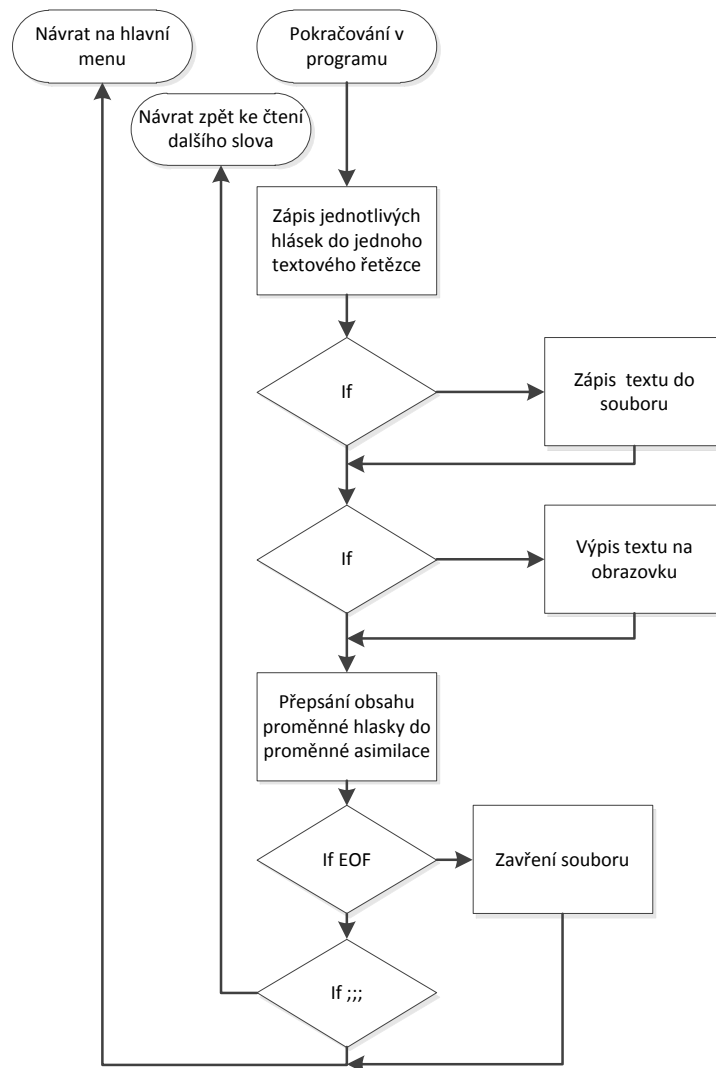 Návrat na hlavní
menu
Pokračování v
programu
Návrat zpět ke čtení
dalšího slova
Zápis jednotlivých
hlásek do jednoho
textového řetězce
If
Zápis textu do
souboru
If
Výpis textu na
obrazovku
Přepsání obsahu
proměnné hlasky do
proměnné asimilace
If EOF
Zavření souboru
If ;;;